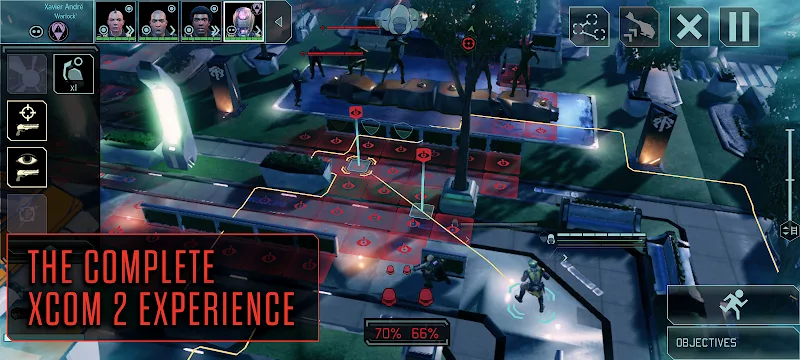 Xavier André
'Warlock'
x1
THE COMPLETE
XCOM 2 EXPERIENCE
70% 66%
OBJECTIVES